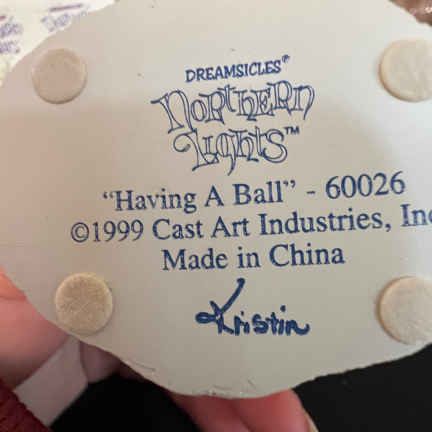 DREAMSICLES®
Northern
Lights™
"Having A Ball" - 60026
©1999 Cast Art Industries, Inc
Made in China
Kristin